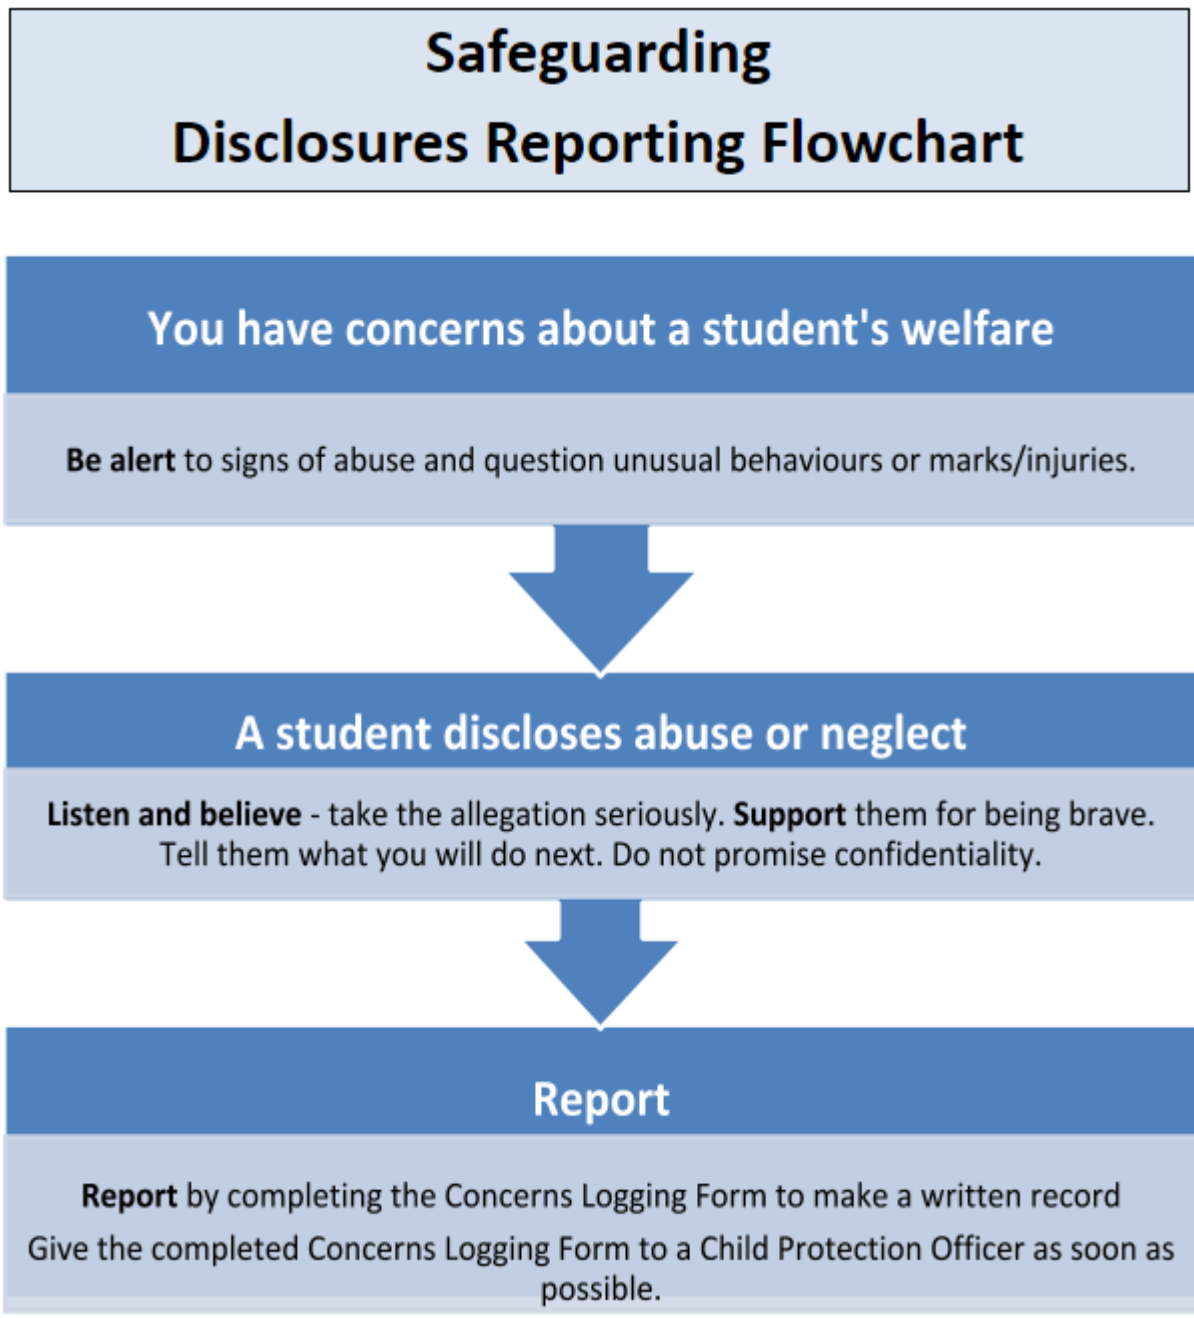 Safeguarding
Disclosures Reporting Flowchart
You have concerns about a student's welfare
Be alert to signs of abuse and question unusual behaviours or marks/injuries.
A student discloses abuse or neglect
Listen and believe - take the allegation seriously. Support them for being brave.
Tell them what you will do next. Do not promise confidentiality.
Report
Report by completing the Concerns Logging Form to make a written record
Give the completed Concerns Logging Form to a Child Protection Officer as soon as
possible.